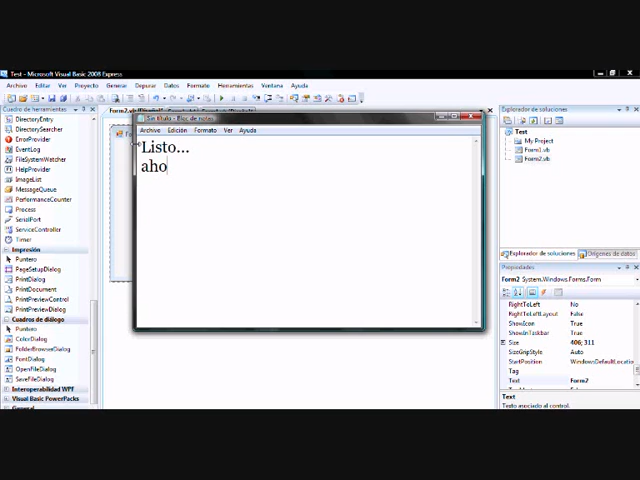 Test - Microsoft Visual Basic 2008 Express
Archivo Editar Ver Proyecto Generar Depurar Datos Formato Herramientas Ventana Ayuda
Cuadro de herramientas
DirectoryEntry
DirectorySearcher
ErrorProvider
EventLog
FileSystemWatcher
HelpProvider
ImageList
MessageQueue
PerformanceCounter
Process
SerialPort
ServiceController
Timer
Impresión
Puntero
PageSetupDialog
PrintDialog
PrintDocument
PrintPreviewControl
PrintPreviewDialog
Cuadros de diálogo
Puntero
ColorDialog
FolderBrowserDialog
FontDialog
OpenFileDialog
SaveFileDialog
Interoperabilidad WPF
Visual Basic PowerPacks
General
Sin título - Bloc de notas
Archivo Edición Formato Ver Ayuda
Listo...
aho
Explorador de soluciones
Test
My Project
Form1.vb
Form2.vb
Explorador de soluciones Orígenes de datos
Propiedades
Form2 System.Windows.Forms.Form
RightToLeft No
RightToLeftLayout False
ShowIcon True
ShowInTaskbar True
Size 406; 311
SizeGripStyle Auto
StartPosition WindowsDefaultLocation
Tag
Text Form2
Text
Texto asociado al control.